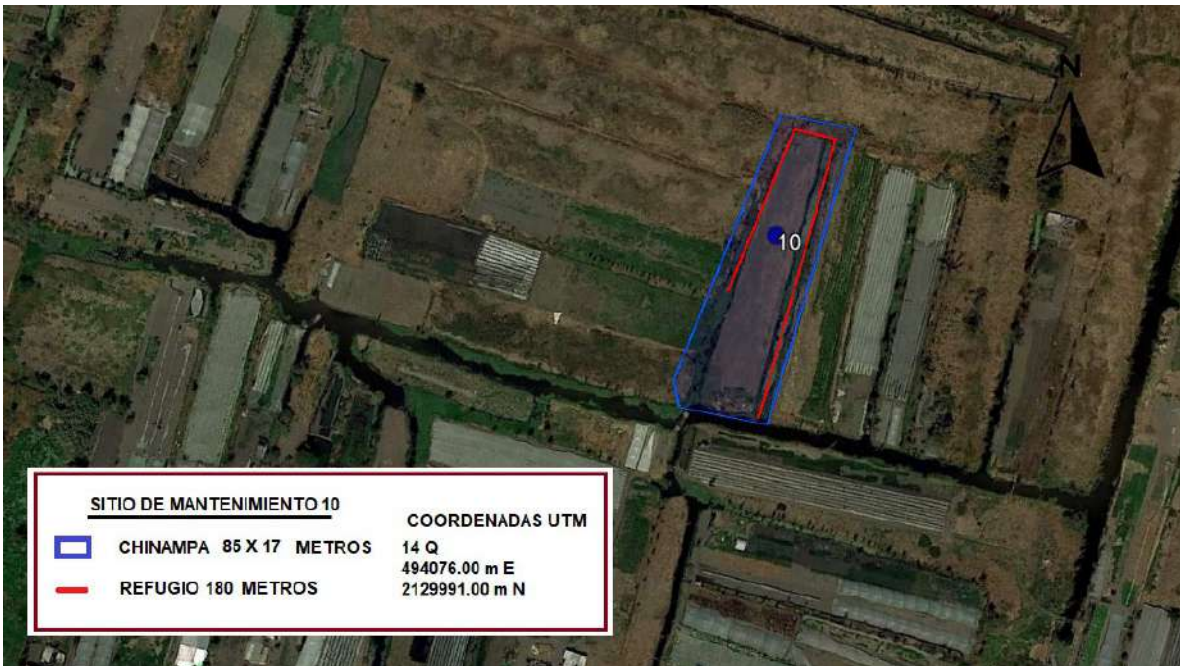 N
10
SITIO DE MANTENIMIENTO 10
CHINAMPA 85 X 17 METROS
REFUGIO 180 METROS
COORDENADAS UTM
14 Q
494076.00 m E
2129991.00 m N